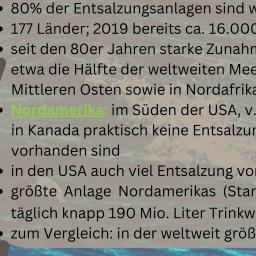 • 80% der Entsalzungsanlagen sind
• 177 Länder; 2019 bereits ca. 16.000
• seit den 80er Jahren starke Zunahm
etwa die Hälfte der weltweiten Mee
Mittleren Osten sowie in Nordafrika
• Nordamerika: im Süden der USA, v.
in Kanada praktisch keine Entsalzu
vorhanden sind
• in den USA auch viel Entsalzung vo
• größte Anlage Nordamerikas (Sta
täglich knapp 190 Mio. Liter Trinkw
• zum Vergleich: in der weltweit größ